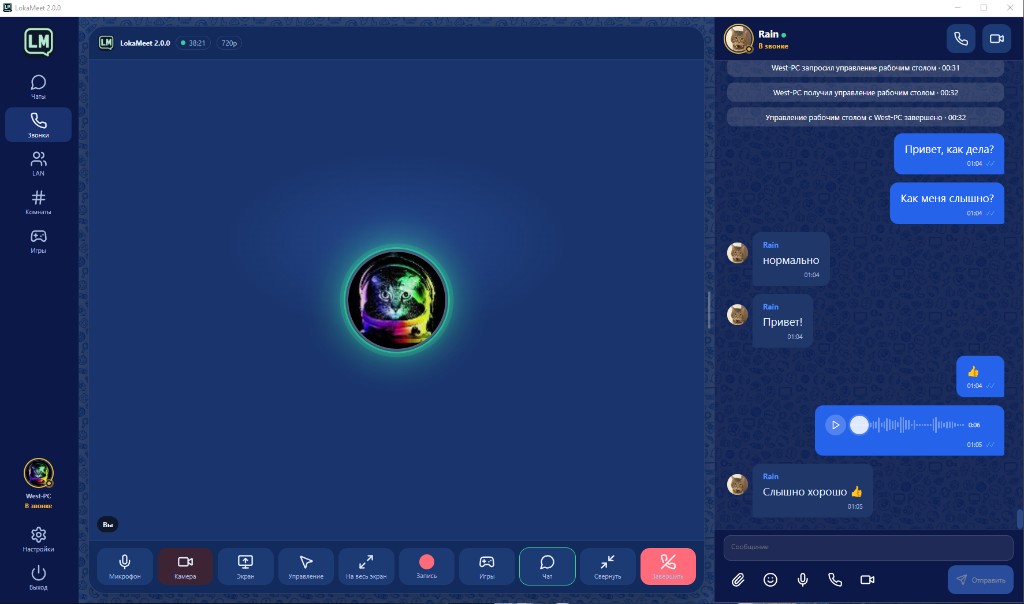 LokaMeet 2.0.0
LM
Чаты
Звонки
LAN
Комнаты
Игры
West-PC
В звонке
Настройки
Выход
LM LokaMeet 2.0.0 38:21 720p
Вы
Микрофон
Камера
Экран
Управление
На весь экран
Запись
Игры
Чат
Свернуть
Завершить
Rain
В звонке
West-PC запросил управление рабочим столом · 00:31
West-PC получил управление рабочим столом · 00:32
Управление рабочим столом с West-PC завершено · 00:32
Привет, как дела?
01:04
Как меня слышно?
01:04
Rain
нормально
01:04
Rain
Привет!
01:04
👍
01:04
0:06
01:05
Rain
Слышно хорошо 👍
01:05
Сообщение
Отправить